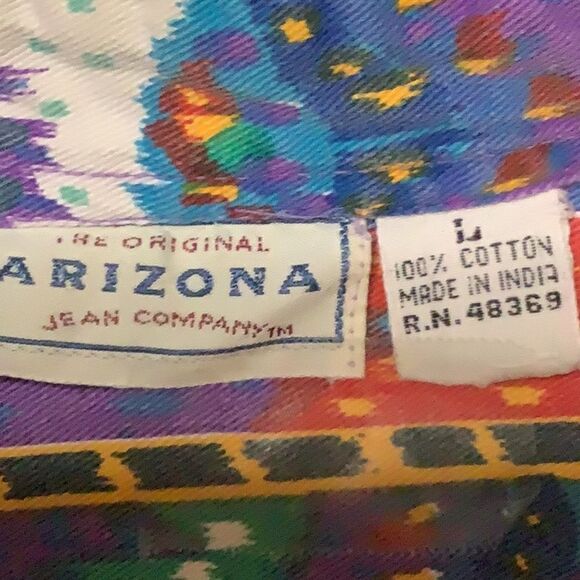 THE ORIGINAL
ARIZONA
JEAN COMPANY™
L
100% COTTON
MADE IN INDIA
R.N. 48369